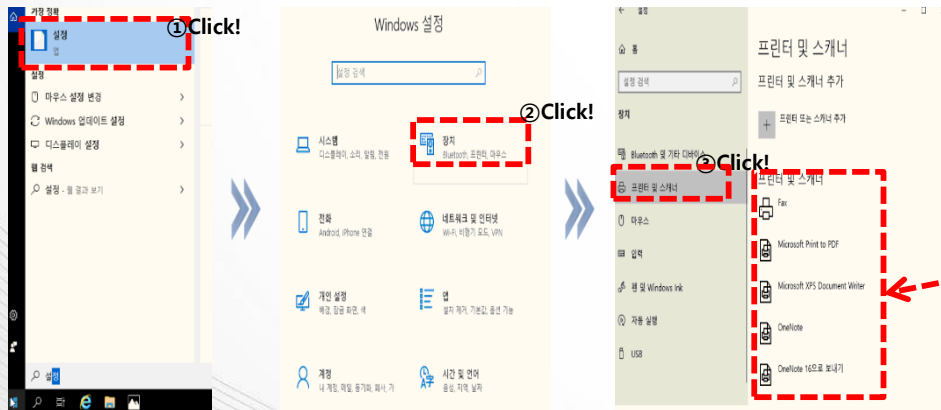 가장 정확
설정
앱
①Click!
설정
마우스 설정 변경
Windows 업데이트 설정
디스플레이 설정
웹 검색
설정 - 웹 결과 보기
설정
Windows 설정
설정 검색
②Click!
시스템
디스플레이, 소리, 알림, 전원
장치
Bluetooth, 프린터, 마우스
전화
Android, iPhone 연결
네트워크 및 인터넷
Wi-Fi, 비행기 모드, VPN
개인 설정
배경, 잠금 화면, 색
앱
설치 제거, 기본값, 옵션 기능
계정
내 계정, 메일, 동기화, 회사, 가
시간 및 언어
음성, 지역, 날짜
설정
홈
설정 검색
장치
Bluetooth 및 기타 디바이스
③Click!
프린터 및 스캐너
마우스
입력
펜 및 Windows Ink
자동 실행
USB
프린터 및 스캐너
프린터 및 스캐너 추가
프린터 또는 스캐너 추가
프린터 및 스캐너
Fax
Microsoft Print to PDF
Microsoft XPS Document Writer
OneNote
OneNote 16으로 보내기